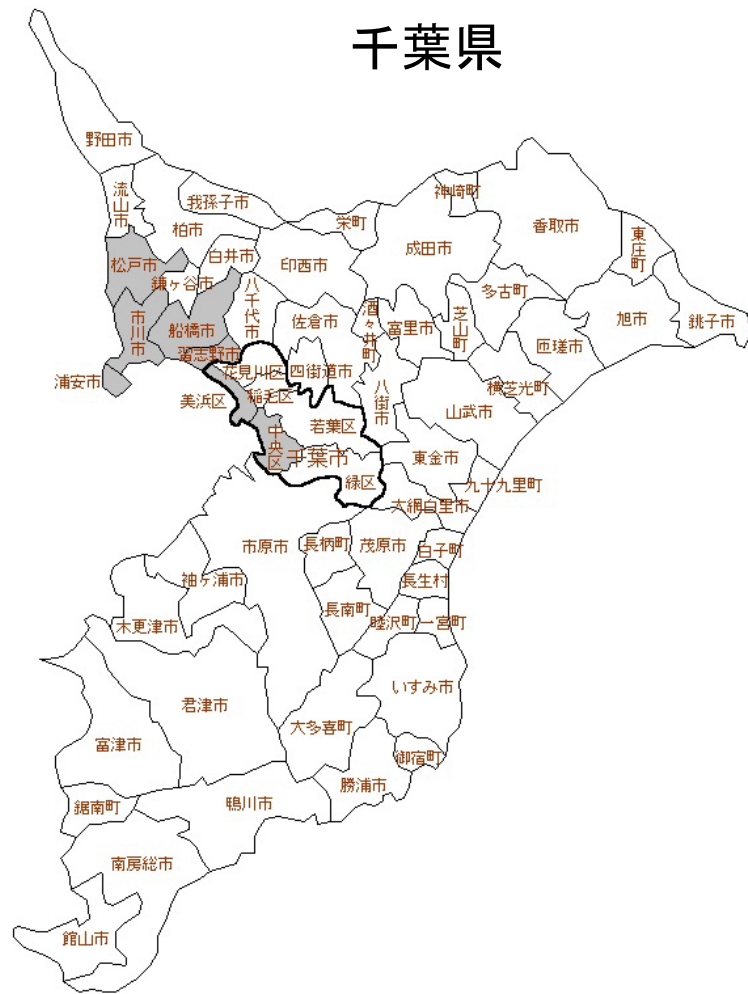 千葉県
野田市
流山市
我孫子市
柏市
神崎町
栄町
香取市
東庄町
成田市
松戸市
白井市
印西市
鎌ヶ谷市
多古町
八千代市
市川市
船橋市
佐倉市
酒々井町
富里市
芝山町
旭市
銚子市
匝瑳市
習志野市
花見川区
四街道市
浦安市
美浜区
稲毛区
八街市
横芝光町
山武市
若葉区
中央区
千葉市
東金市
緑区
九十九里町
大網白里市
市原市
長柄町
茂原市
白子町
袖ヶ浦市
長生村
長南町
木更津市
睦沢町
一宮町
いすみ市
君津市
大多喜町
富津市
御宿町
勝浦市
鋸南町
鴨川市
南房総市
館山市